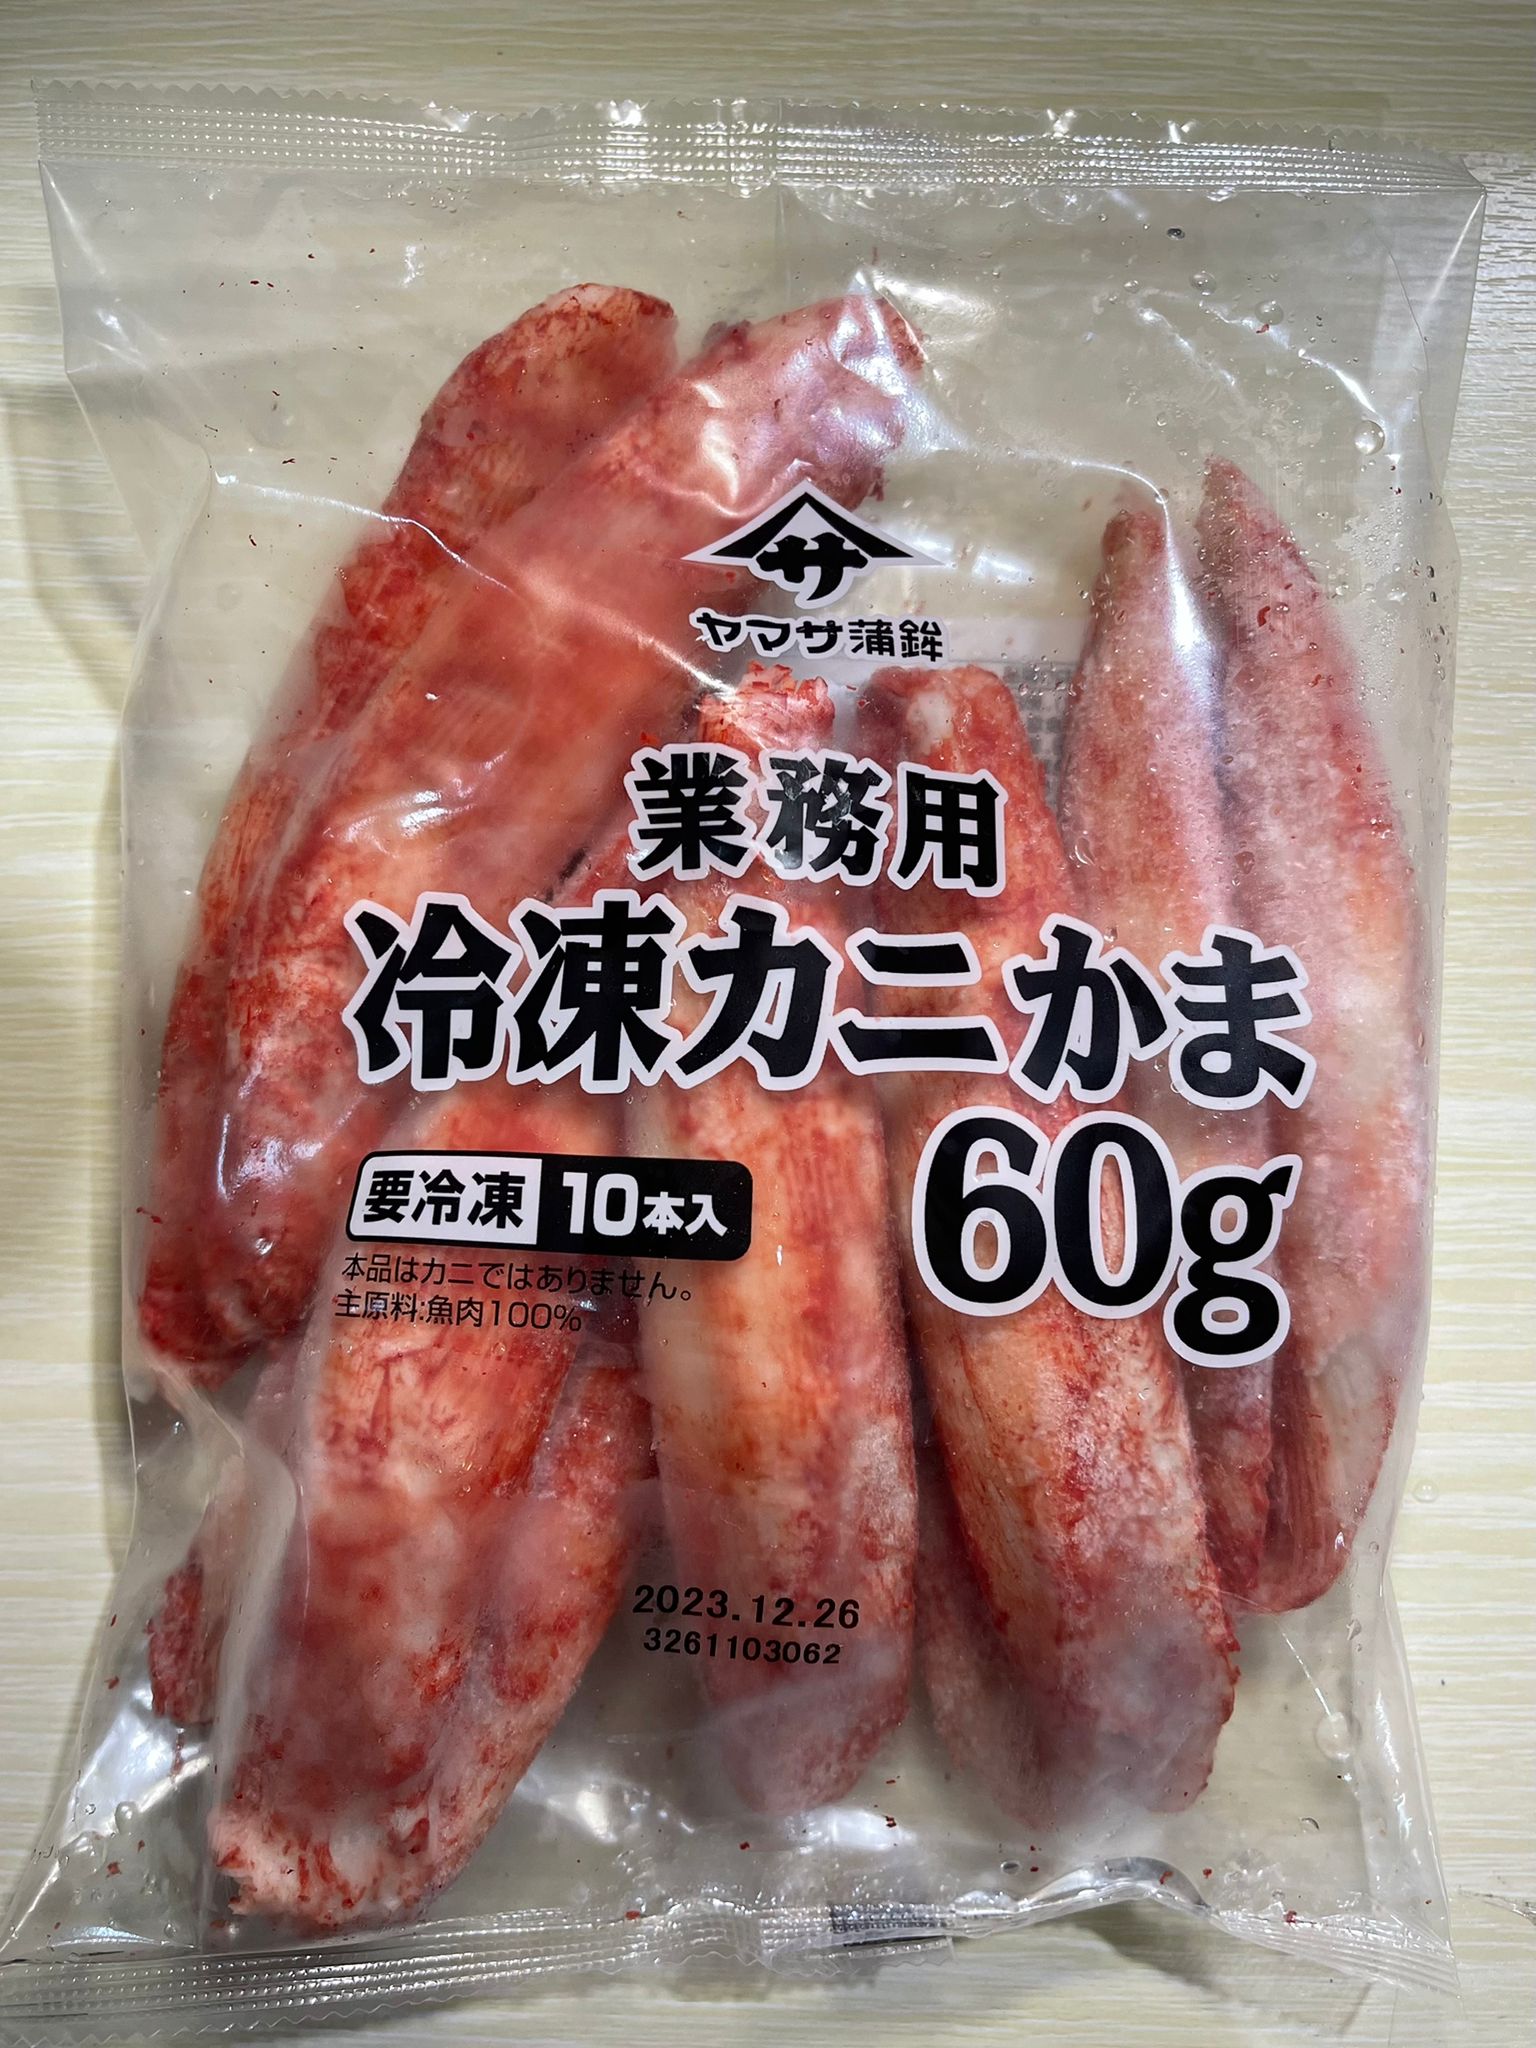 サ
ヤマサ蒲鉾
業務用
冷凍カニかま
60g
要冷凍 10本入
本品はカニではありません。
主原料:魚肉100%
2023.12.26
3261103062